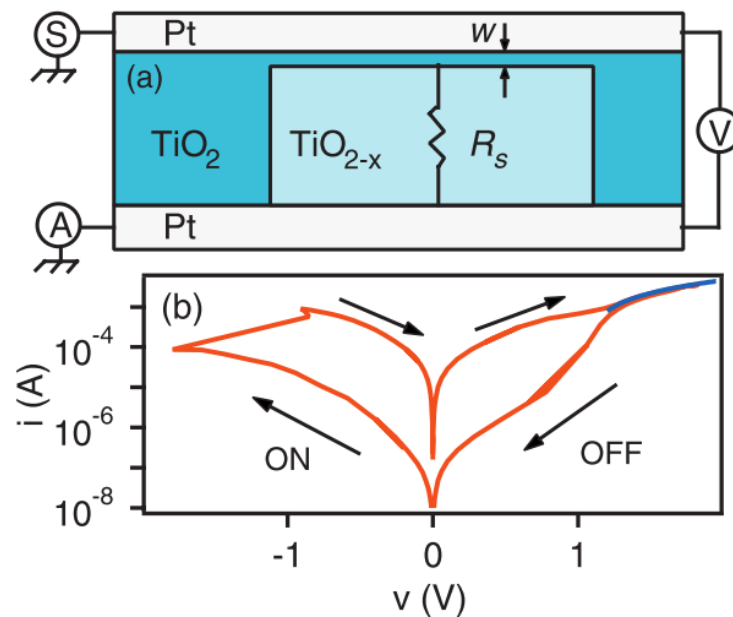 S
Pt
w
(a)
V
TiO₂
TiO₂₋ₓ
Rₛ
A
Pt
(b)
i (A)
10⁻⁴
10⁻⁶
10⁻⁸
ON
OFF
-1
0
1
v (V)